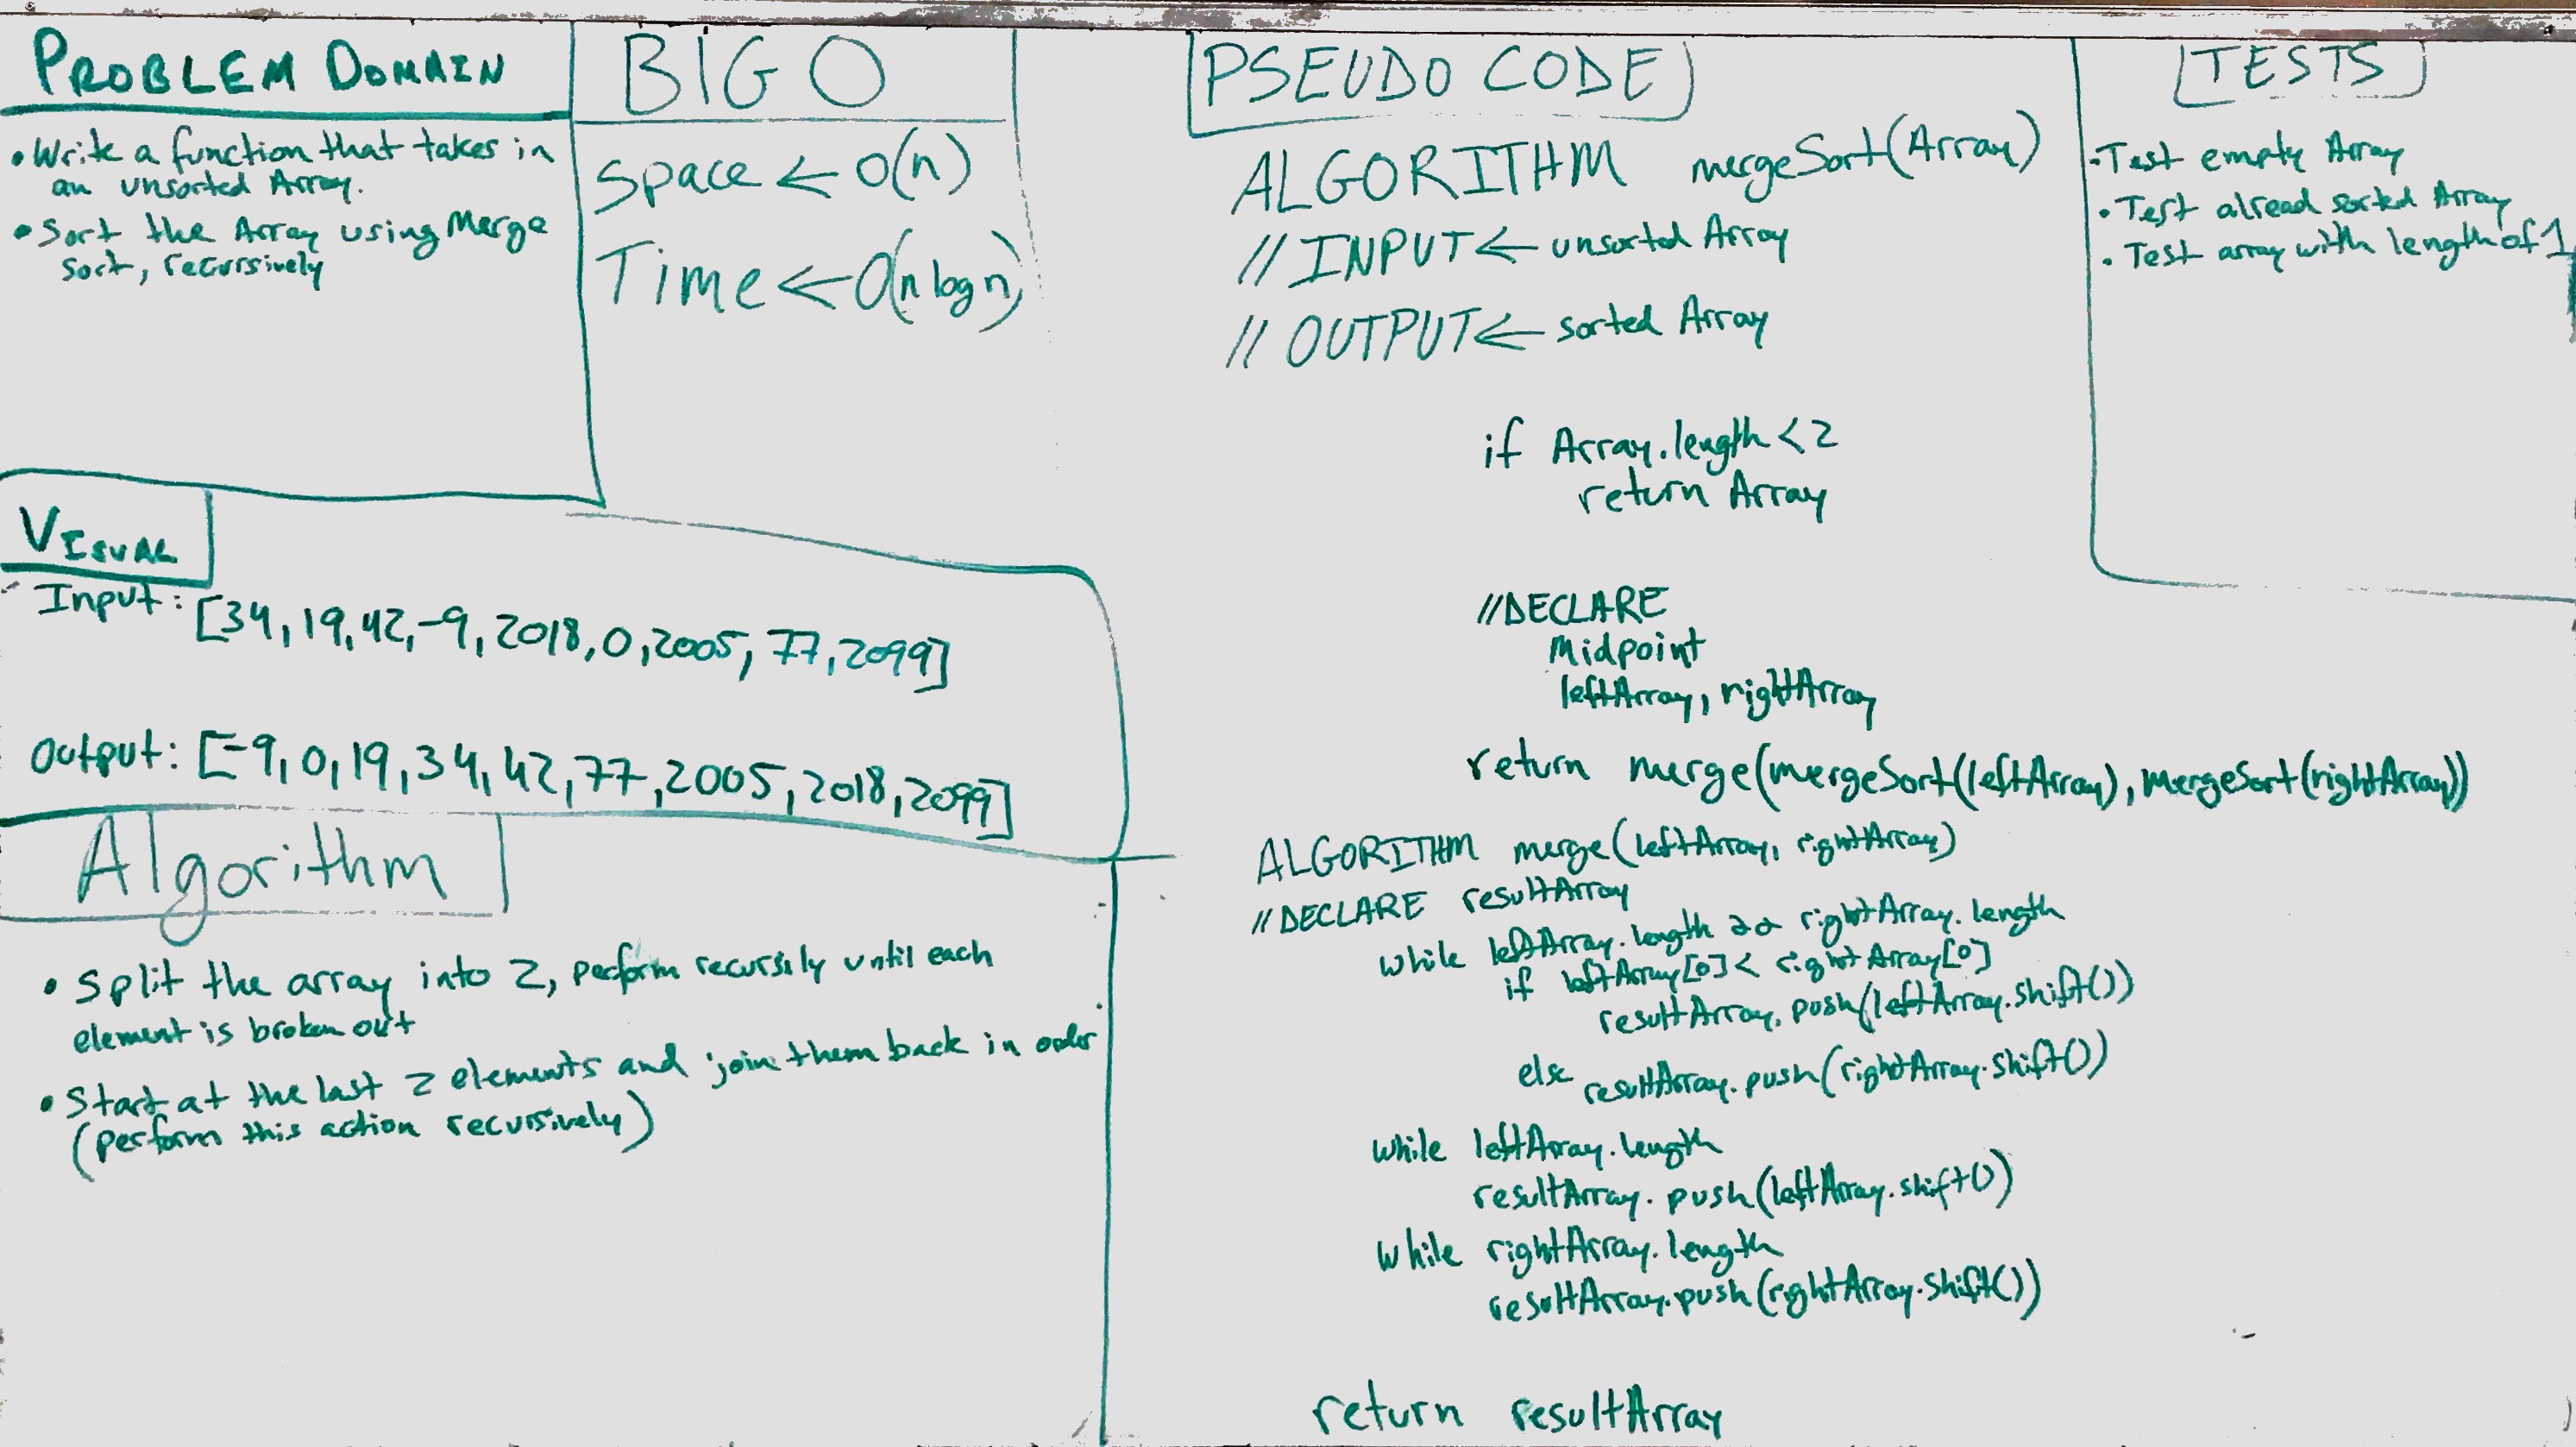 PROBLEM DOMAIN
• Write a function that takes in
an unsorted Array.
• Sort the Array using Merge
Sort, recursively
BIG O
Space ← O(n)
Time ← O(n log n)
VISUAL
Input: [34, 19, 42, -9, 2018, 0, 2005, 77, 2099]
Output: [-9, 0, 19, 34, 42, 77, 2005, 2018, 2099]
Algorithm
• Split the array into 2, perform recursily until each
element is broken out
• Start at the last 2 elements and join them back in order
(perform this action recursively)
PSEUDO CODE
ALGORITHM mergeSort(Array)
// INPUT ← unsorted Array
// OUTPUT ← sorted Array
if Array.length < 2
return Array
//DECLARE
Midpoint
leftArray, rightArray
return merge(mergeSort(leftArray), mergeSort(rightArray))
ALGORITHM merge(leftArray, rightArray)
//DECLARE resultArray
while leftArray.length && rightArray.length
if leftArray[0] < rightArray[0]
resultArray.push(leftArray.shift())
else resultArray.push(rightArray.shift())
while leftArray.length
resultArray.push(leftArray.shift())
while rightArray.length
resultArray.push(rightArray.shift())
return resultArray
TESTS
• Test empty Array
• Test alread sorted Array
• Test array with length of 1